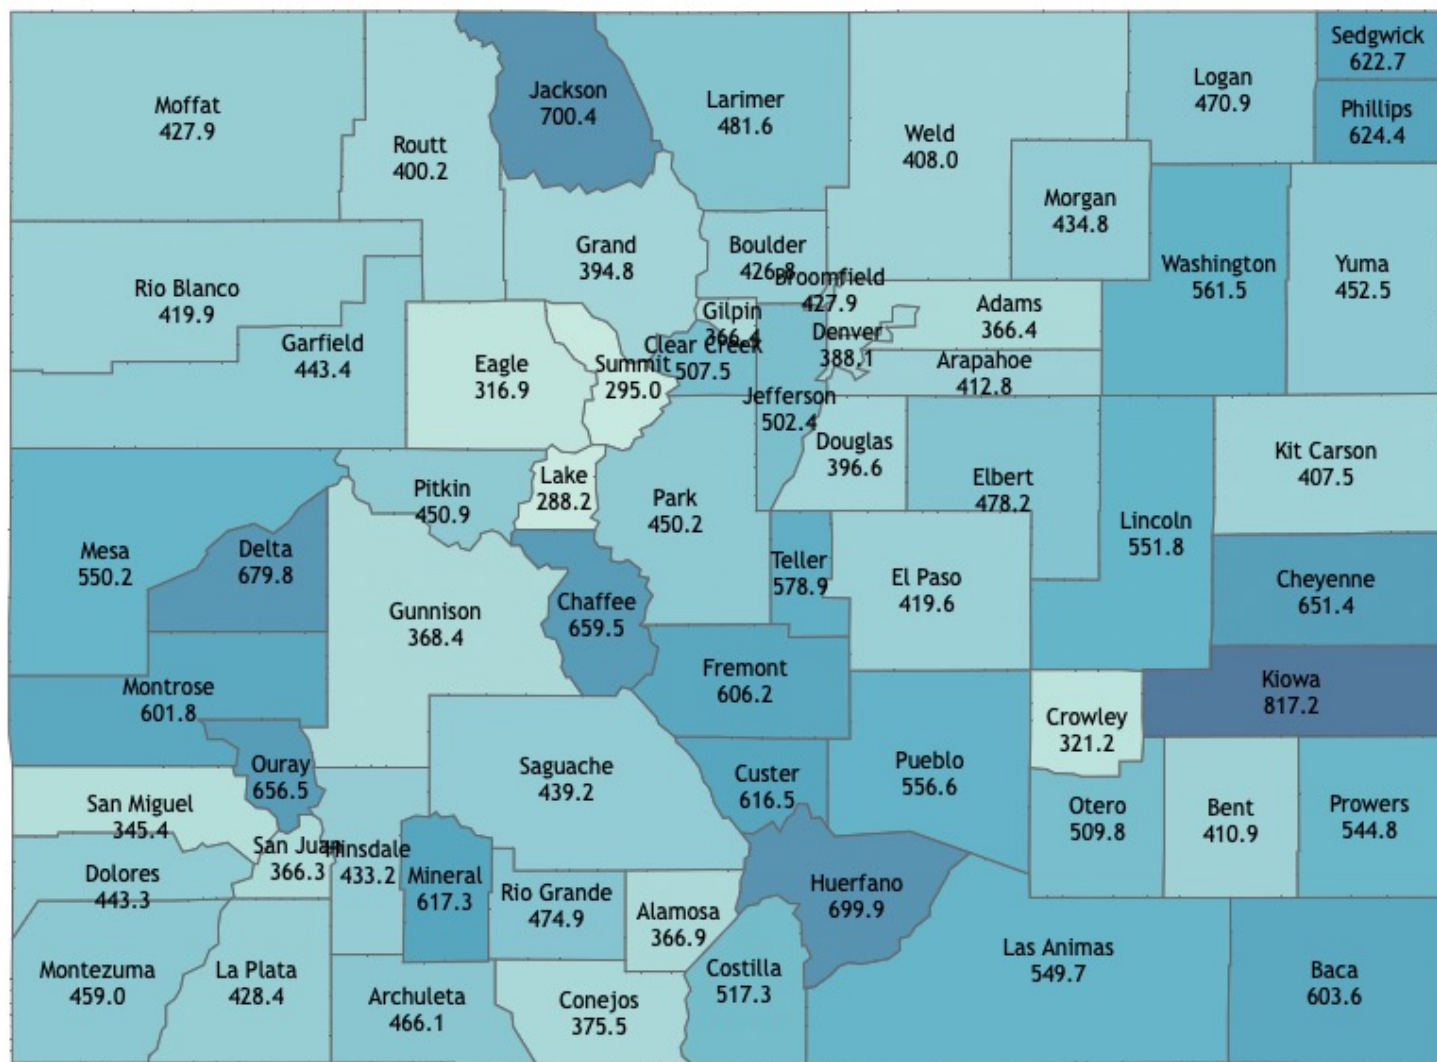 Sedgwick
622.7
Jackson
700.4
Logan
470.9
Larimer
481.6
Moffat
427.9
Phillips
624.4
Weld
408.0
Routt
400.2
Morgan
434.8
Grand
394.8
Boulder
426.8
Washington
561.5
Yuma
452.5
Rio Blanco
419.9
Broomfield
427.9
Gilpin
366.4
Adams
366.4
Denver
388.1
Garfield
443.4
Clear Creek
507.5
Eagle
316.9
Summit
295.0
Arapahoe
412.8
Jefferson
502.4
Douglas
396.6
Kit Carson
407.5
Lake
288.2
Pitkin
450.9
Park
450.2
Elbert
478.2
Lincoln
551.8
Mesa
550.2
Delta
679.8
Teller
578.9
El Paso
419.6
Cheyenne
651.4
Chaffee
659.5
Gunnison
368.4
Fremont
606.2
Montrose
601.8
Kiowa
817.2
Crowley
321.2
Ouray
656.5
Saguache
439.2
Custer
616.5
Pueblo
556.6
San Miguel
345.4
Otero
509.8
Bent
410.9
Prowers
544.8
San Juan
366.3
Hinsdale
433.2
Dolores
443.3
Mineral
617.3
Rio Grande
474.9
Huerfano
699.9
Alamosa
366.9
Las Animas
549.7
Montezuma
459.0
La Plata
428.4
Costilla
517.3
Baca
603.6
Archuleta
466.1
Conejos
375.5